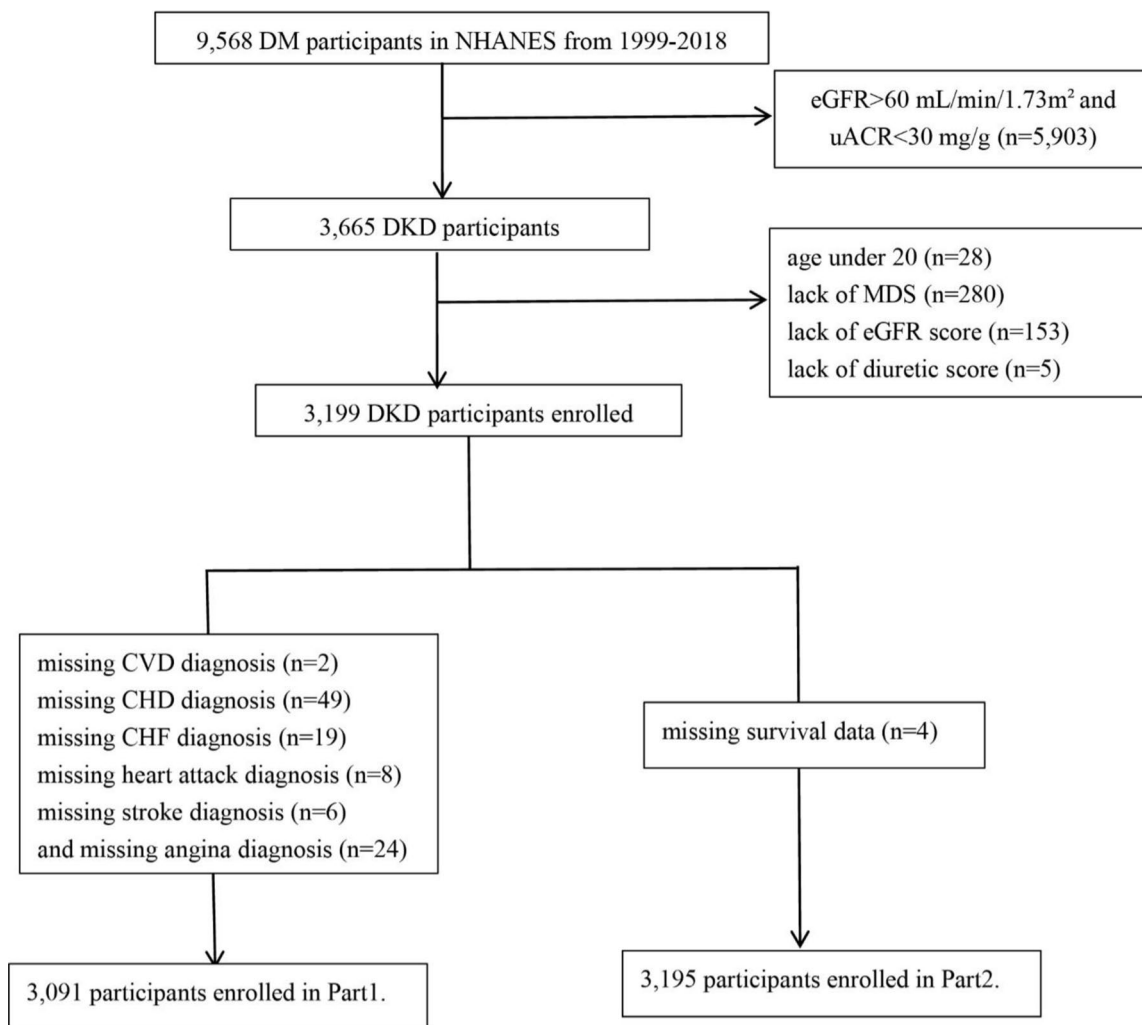 9,568 DM participants in NHANES from 1999-2018
eGFR>60 mL/min/1.73m² and
uACR<30 mg/g (n=5,903)
3,665 DKD participants
age under 20 (n=28)
lack of MDS (n=280)
lack of eGFR score (n=153)
lack of diuretic score (n=5)
3,199 DKD participants enrolled
missing CVD diagnosis (n=2)
missing CHD diagnosis (n=49)
missing CHF diagnosis (n=19)
missing heart attack diagnosis (n=8)
missing stroke diagnosis (n=6)
and missing angina diagnosis (n=24)
missing survival data (n=4)
3,091 participants enrolled in Part1.
3,195 participants enrolled in Part2.